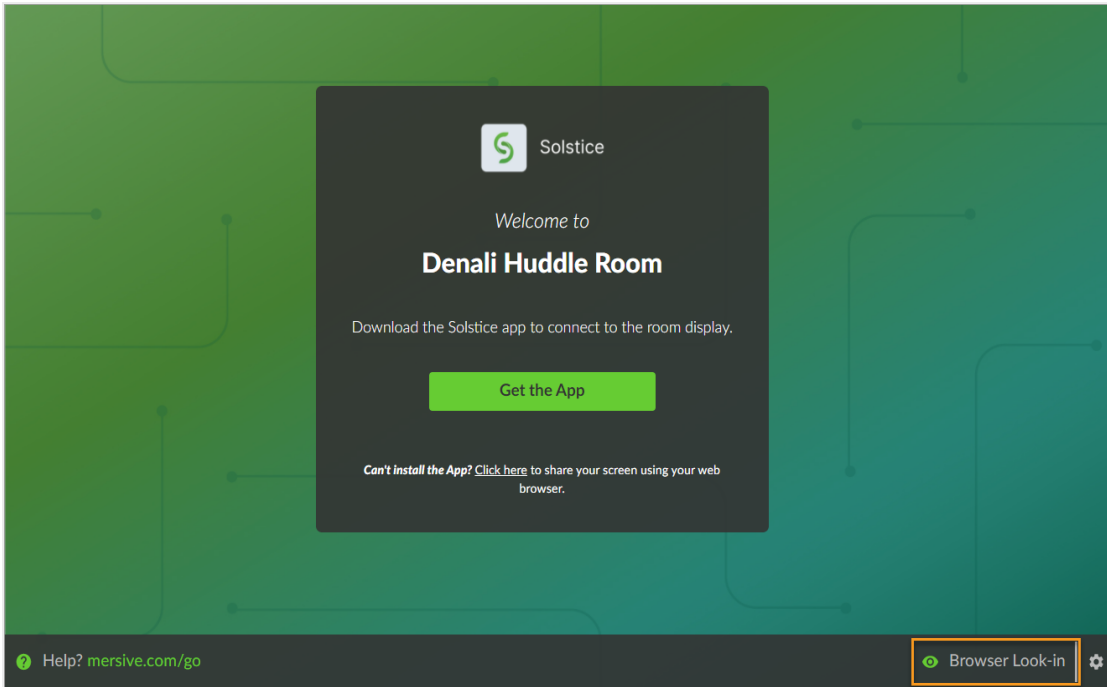 Solstice
Welcome to
Denali Huddle Room
Download the Solstice app to connect to the room display.
Get the App
Can't install the App? Click here to share your screen using your web
browser.
? Help? mersive.com/go
Browser Look-in